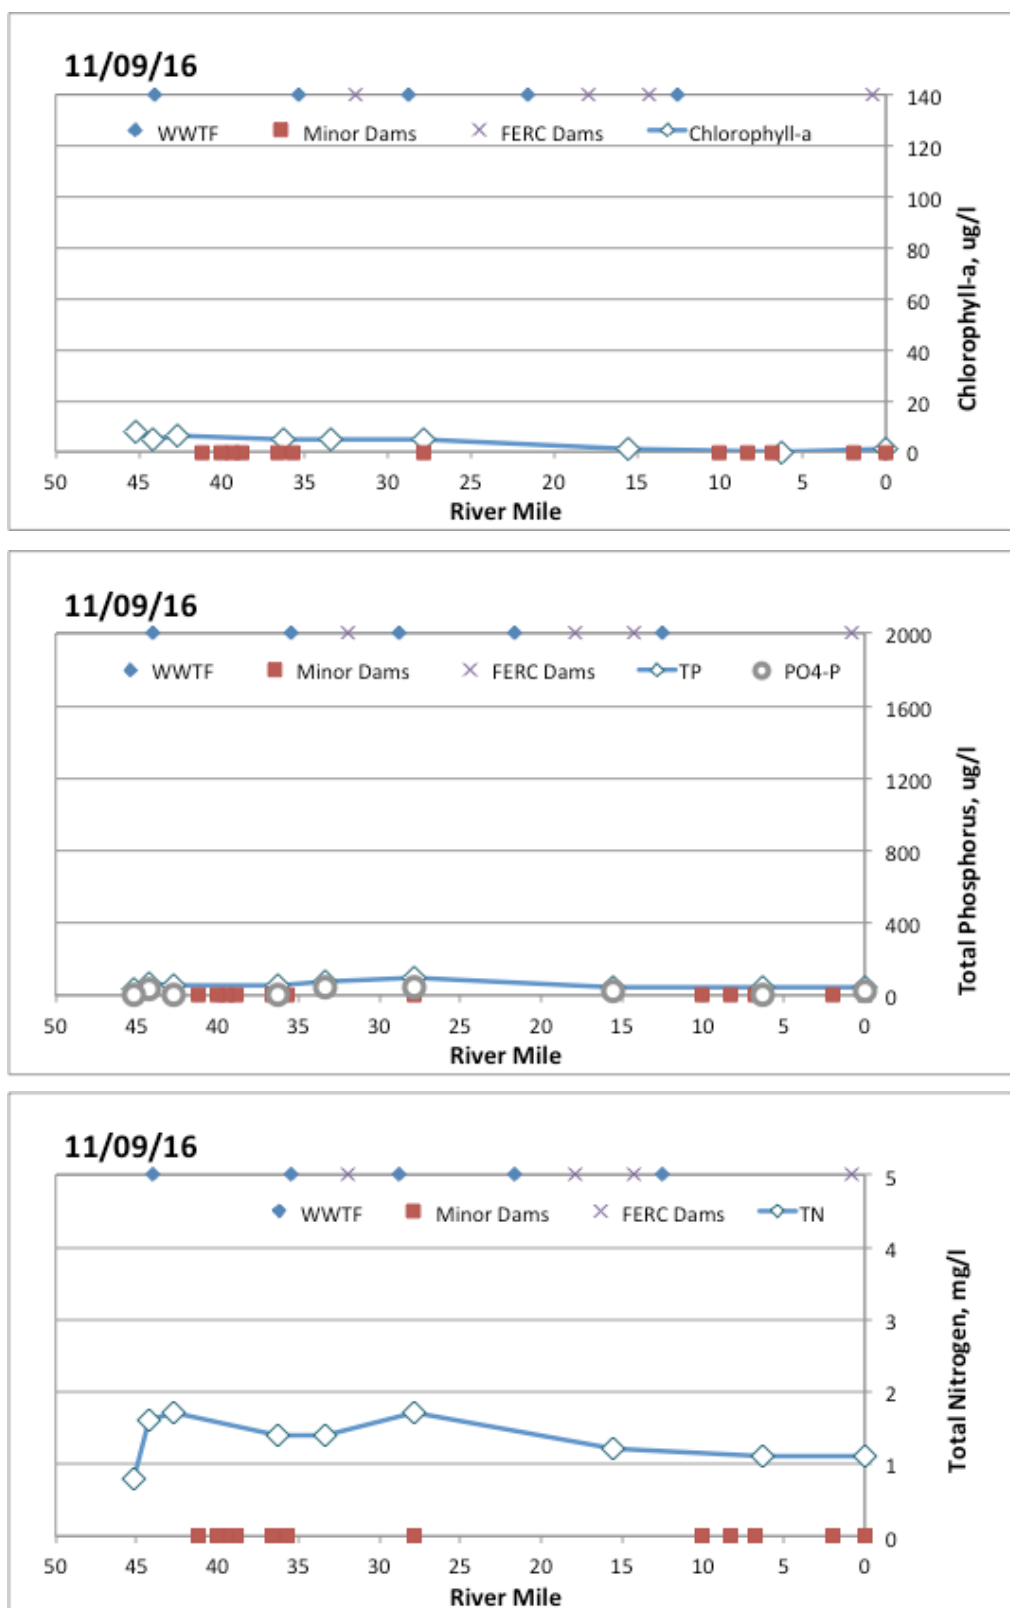 11/09/16
WWTF Minor Dams FERC Dams Chlorophyll-a
140
120
100
80
60
40
20
0
Chlorophyll-a, ug/l
50 45 40 35 30 25 20 15 10 5 0
River Mile
11/09/16
WWTF Minor Dams FERC Dams TP PO4-P
2000
1600
1200
800
400
0
Total Phosphorus, ug/l
50 45 40 35 30 25 20 15 10 5 0
River Mile
11/09/16
WWTF Minor Dams FERC Dams TN
5
4
3
2
1
0
Total Nitrogen, mg/l
50 45 40 35 30 25 20 15 10 5 0
River Mile